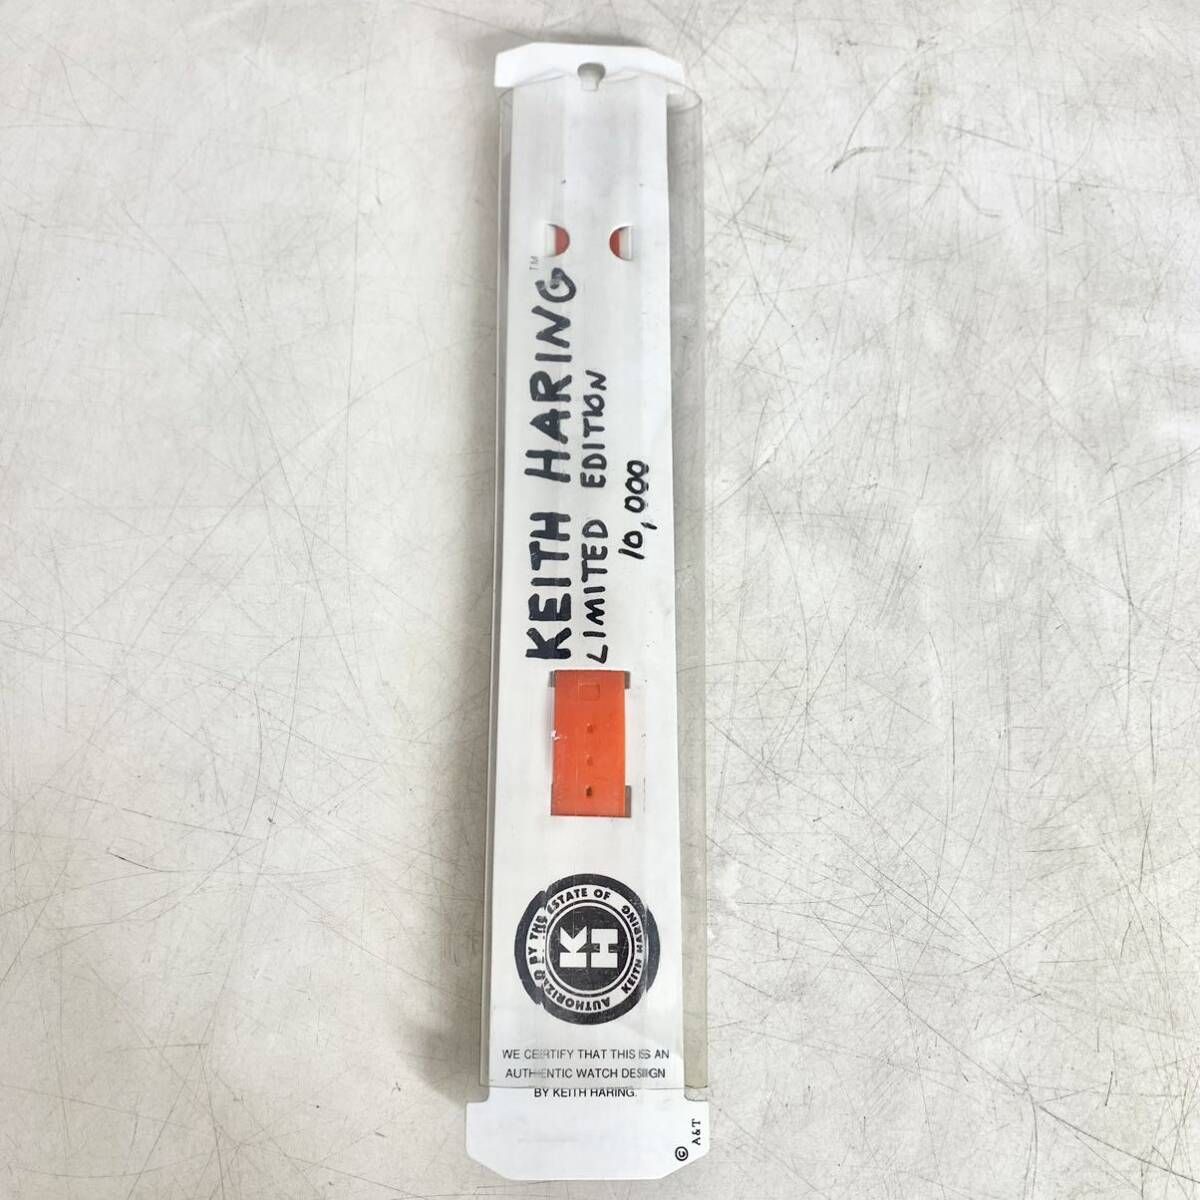 KEITH HARING™
LIMITED EDITION
10,000
AUTHORIZED BY THE ESTATE OF KEITH HARING
KH
WE CERTIFY THAT THIS IS AN
AUTHENTIC WATCH DESIGN
BY KEITH HARING.
© A&T